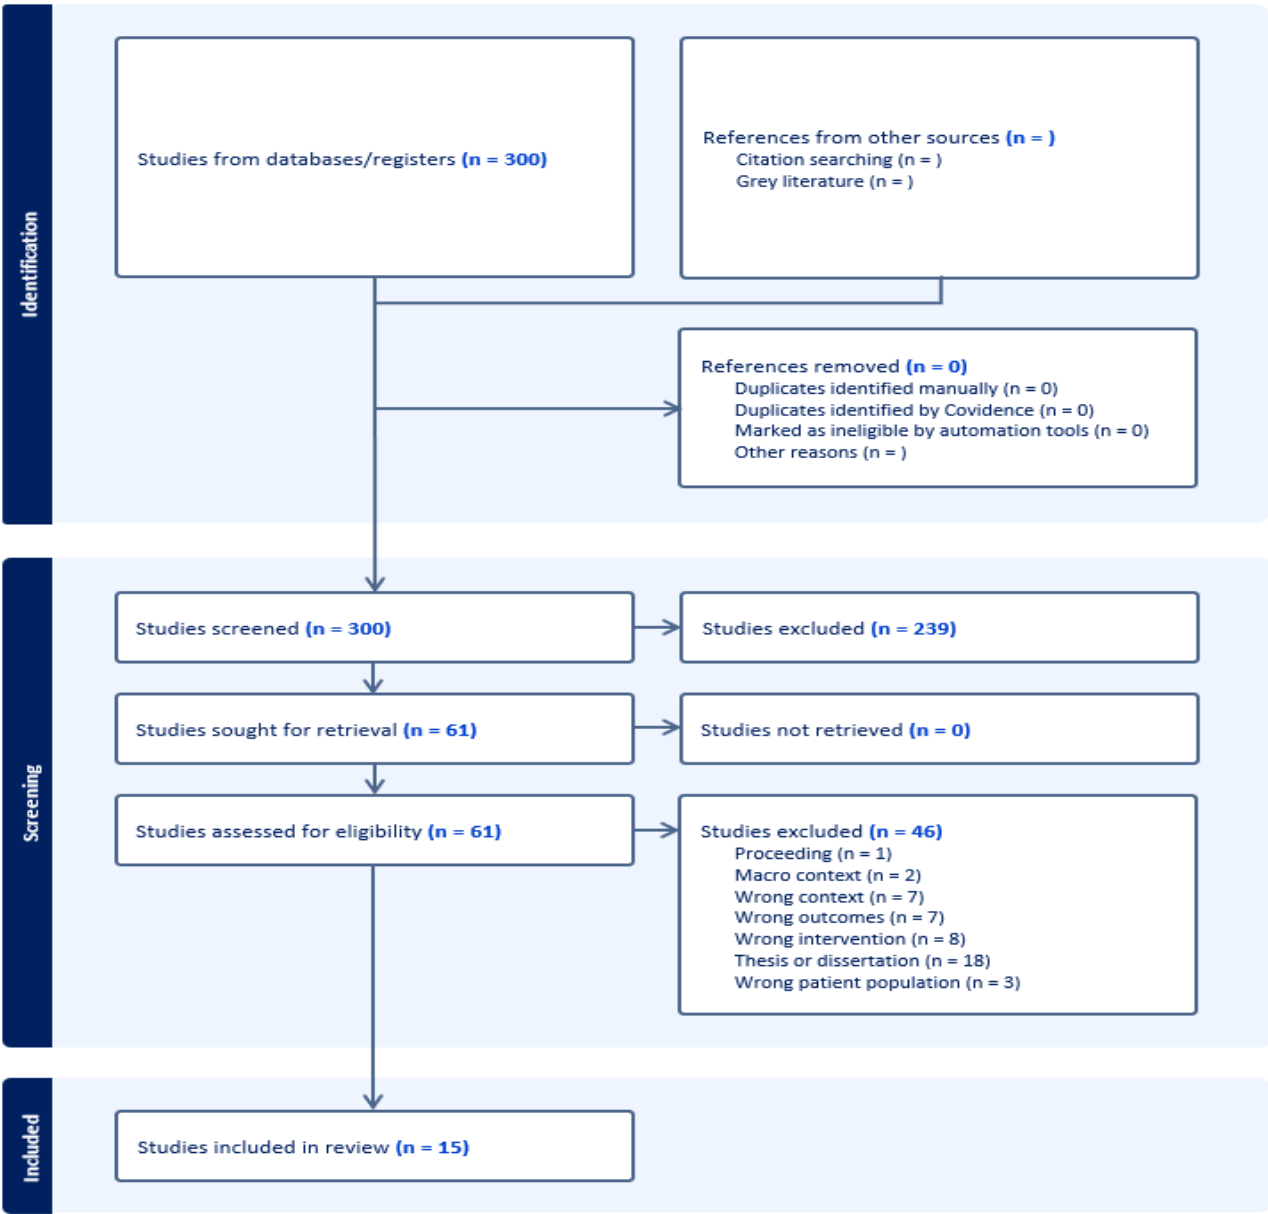 Identification
Studies from databases/registers (n = 300)
References from other sources (n = )
Citation searching (n = )
Grey literature (n = )
References removed (n = 0)
Duplicates identified manually (n = 0)
Duplicates identified by Covidence (n = 0)
Marked as ineligible by automation tools (n = 0)
Other reasons (n = )
Screening
Studies screened (n = 300)
Studies excluded (n = 239)
Studies sought for retrieval (n = 61)
Studies not retrieved (n = 0)
Studies assessed for eligibility (n = 61)
Studies excluded (n = 46)
Proceeding (n = 1)
Macro context (n = 2)
Wrong context (n = 7)
Wrong outcomes (n = 7)
Wrong intervention (n = 8)
Thesis or dissertation (n = 18)
Wrong patient population (n = 3)
Included
Studies included in review (n = 15)